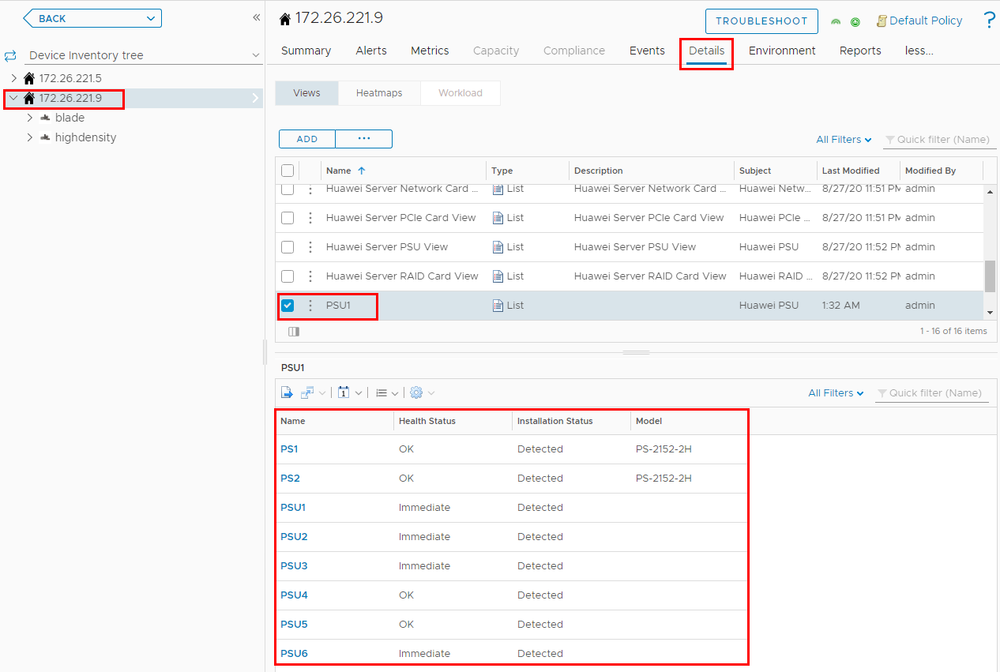 BACK
Device Inventory tree
172.26.221.5
172.26.221.9
blade
highdensity
172.26.221.9
TROUBLESHOOT
Default Policy
?
Summary Alerts Metrics Capacity Compliance Events Details Environment Reports less...
Views Heatmaps Workload
ADD ...
All Filters Quick filter (Name)
Name Type Description Subject Last Modified Modified By
Huawei Server Network Card ... List Huawei Server Network Card ... Huawei Netw... 8/27/20 11:51 PM admin
Huawei Server PCIe Card View List Huawei Server PCIe Card View Huawei PCIe ... 8/27/20 11:51 PM admin
Huawei Server PSU View List Huawei Server PSU View Huawei PSU 8/27/20 11:52 PM admin
Huawei Server RAID Card View List Huawei Server RAID Card View Huawei RAID ... 8/27/20 11:52 PM admin
PSU1 List Huawei PSU 1:32 AM admin
1 - 16 of 16 items
PSU1
1
All Filters Quick filter (Name)
Name Health Status Installation Status Model
PS1 OK Detected PS-2152-2H
PS2 OK Detected PS-2152-2H
PSU1 Immediate Detected
PSU2 Immediate Detected
PSU3 Immediate Detected
PSU4 OK Detected
PSU5 OK Detected
PSU6 Immediate Detected